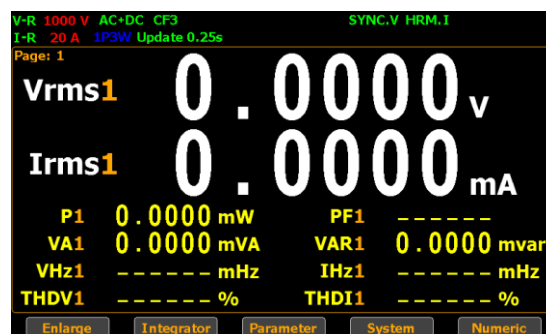 V-R 1000 V AC+DC CF3 SYNC.V HRM.I
I-R 20 A 1P3W Update 0.25s
Page: 1
Vrms1 0.0000 V
Irms1 0.0000 mA
P1 0.0000 mW PF1 ------
VA1 0.0000 mVA VAR1 0.0000 mvar
VHz1 ------ mHz IHz1 ------ mHz
THDV1 ------ % THDI1 ------ %
Enlarge Integrator Parameter System Numeric